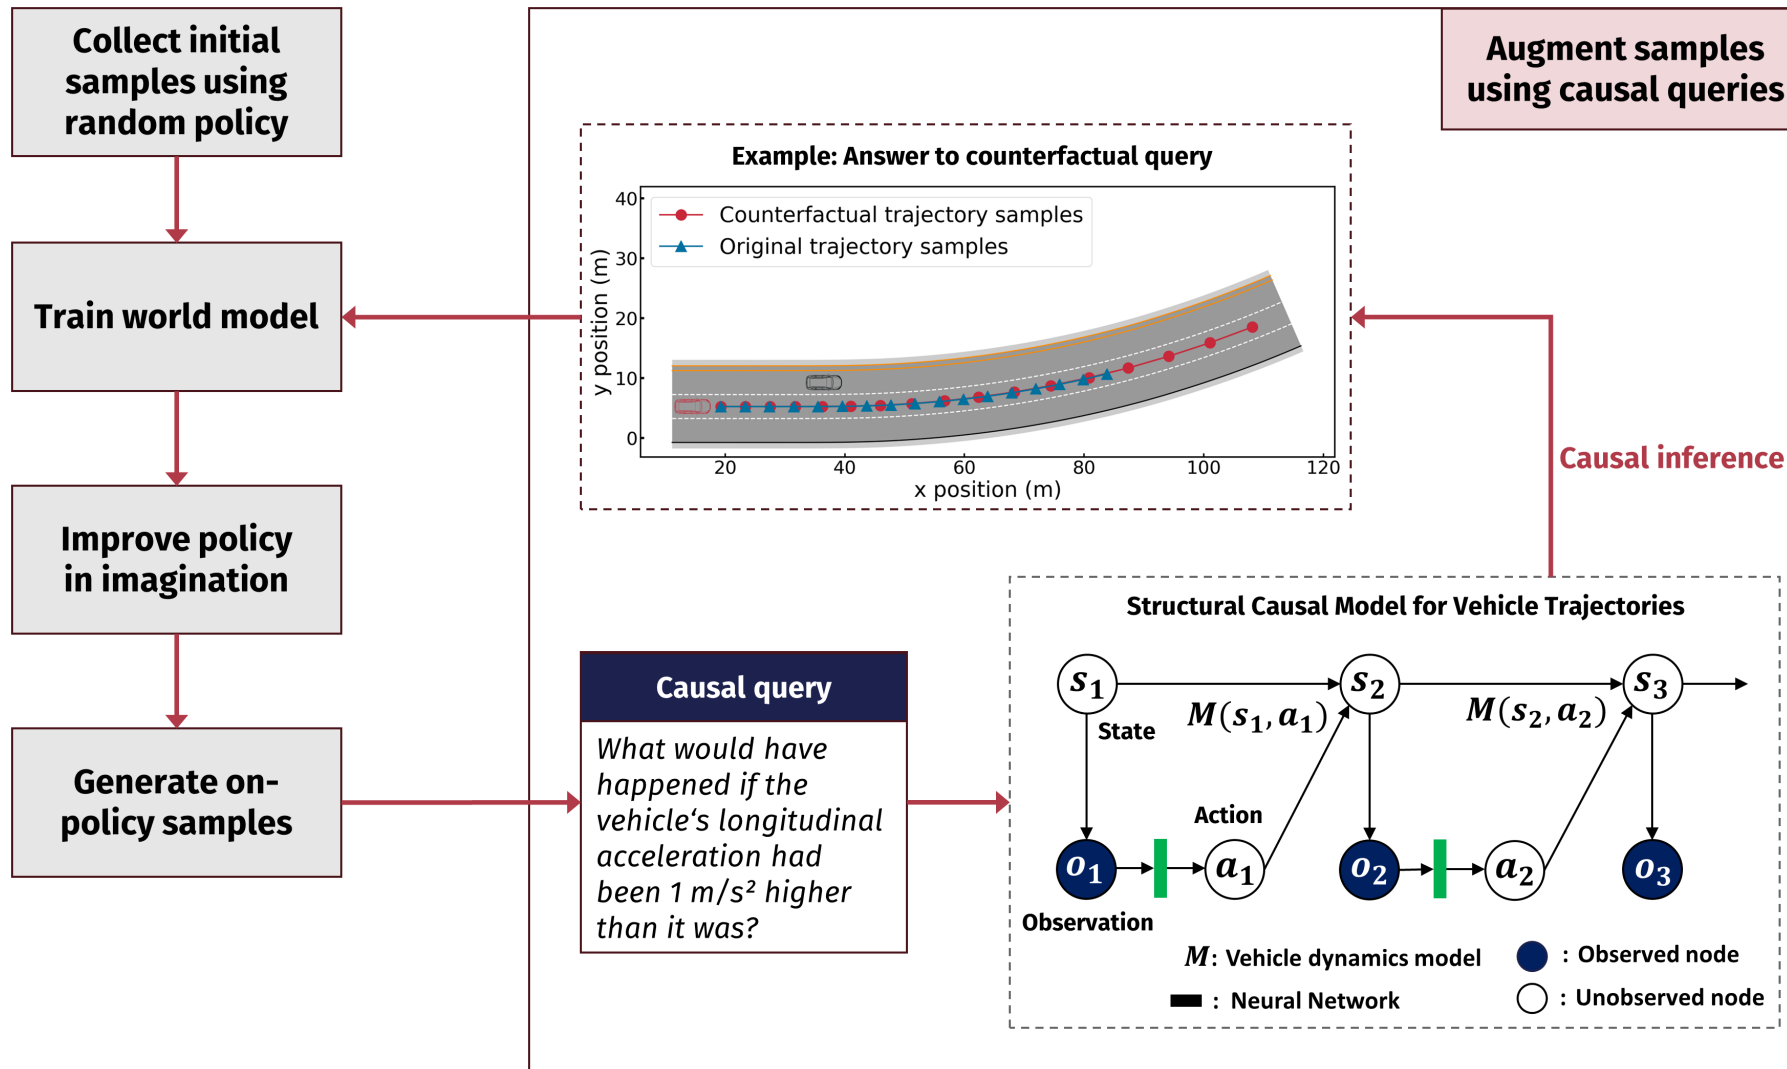 Collect initial
samples using
random policy
Train world model
Improve policy
in imagination
Generate on-
policy samples
Augment samples
using causal queries
Example: Answer to counterfactual query
Counterfactual trajectory samples
Original trajectory samples
y position (m)
40
30
20
10
0
20
40
60
80
100
120
x position (m)
Causal inference
Causal query
What would have
happened if the
vehicle‘s longitudinal
acceleration had
been 1 m/s² higher
than it was?
Structural Causal Model for Vehicle Trajectories
s₁
s₂
s₃
M(s₁, a₁)
M(s₂, a₂)
State
Action
o₁
a₁
o₂
a₂
o₃
Observation
M: Vehicle dynamics model
: Observed node
: Neural Network
: Unobserved node